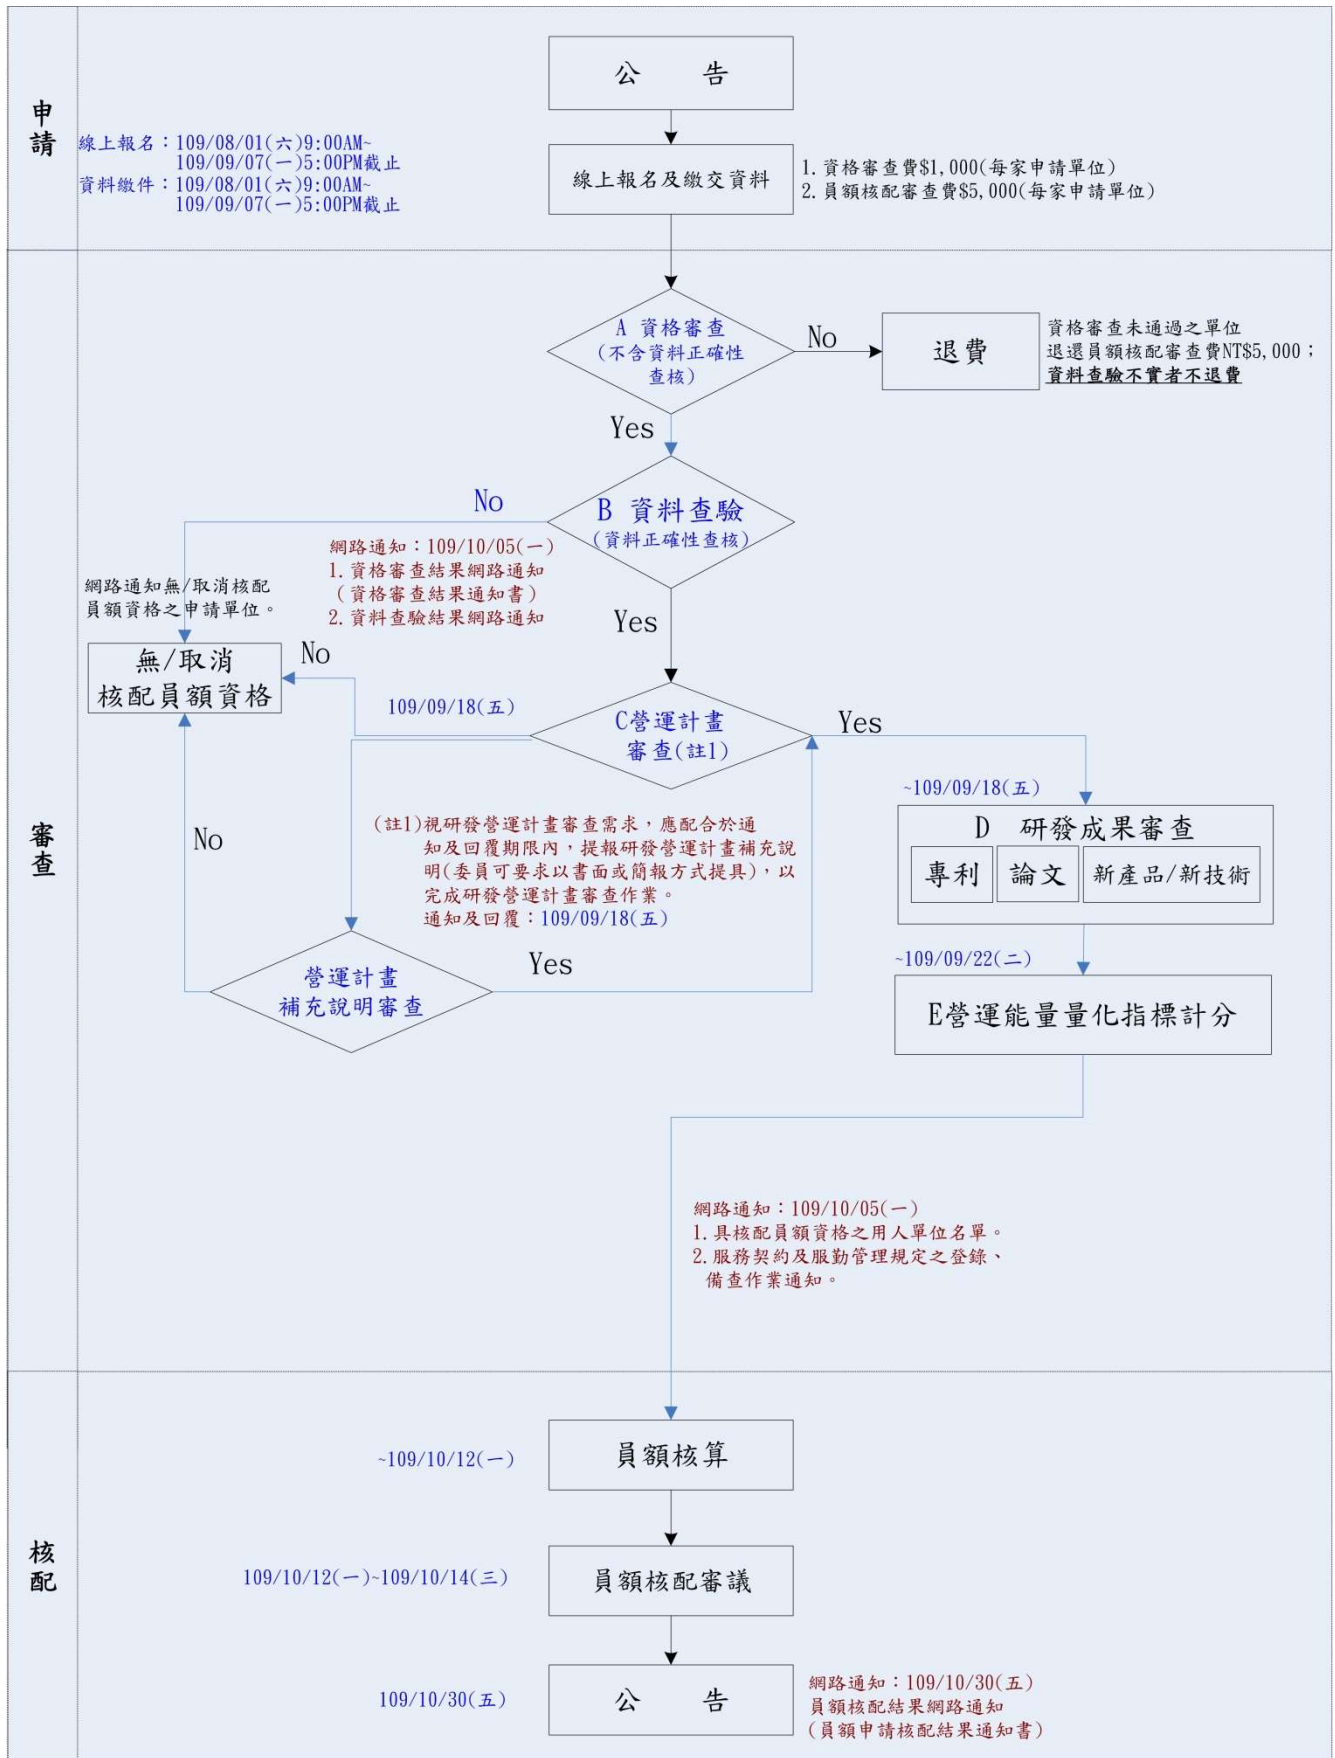 申請
公 告
線上報名：109/08/01(六)9:00AM~
109/09/07(一)5:00PM截止
資料繳件：109/08/01(六)9:00AM~
109/09/07(一)5:00PM截止
線上報名及繳交資料
1.資格審查費$1,000(每家申請單位)
2.員額核配審查費$5,000(每家申請單位)
審查
A 資格審查
(不含資料正確性
查核)
No
退費
資格審查未通過之單位
退還員額核配審查費NT$5,000；
資料查驗不實者不退費
Yes
B 資料查驗
(資料正確性查核)
No
網路通知：109/10/05(一)
1.資格審查結果網路通知
(資格審查結果通知書)
2.資料查驗結果網路通知
網路通知無/取消核配
員額資格之申請單位。
Yes
無/取消
核配員額資格
No
109/09/18(五)
C營運計畫
審查(註1)
Yes
~109/09/18(五)
D 研發成果審查
專利
論文
新產品/新技術
No
(註1)視研發營運計畫審查需求，應配合於通
知及回覆期限內，提報研發營運計畫補充說
明(委員可要求以書面或簡報方式提具)，以
完成研發營運計畫審查作業。
通知及回覆：109/09/18(五)
營運計畫
補充說明審查
Yes
~109/09/22(二)
E營運能量量化指標計分
網路通知：109/10/05(一)
1.具核配員額資格之用人單位名單。
2.服務契約及服勤管理規定之登錄、
備查作業通知。
核配
~109/10/12(一)
員額核算
109/10/12(一)~109/10/14(三)
員額核配審議
109/10/30(五)
公 告
網路通知：109/10/30(五)
員額核配結果網路通知
(員額申請核配結果通知書)